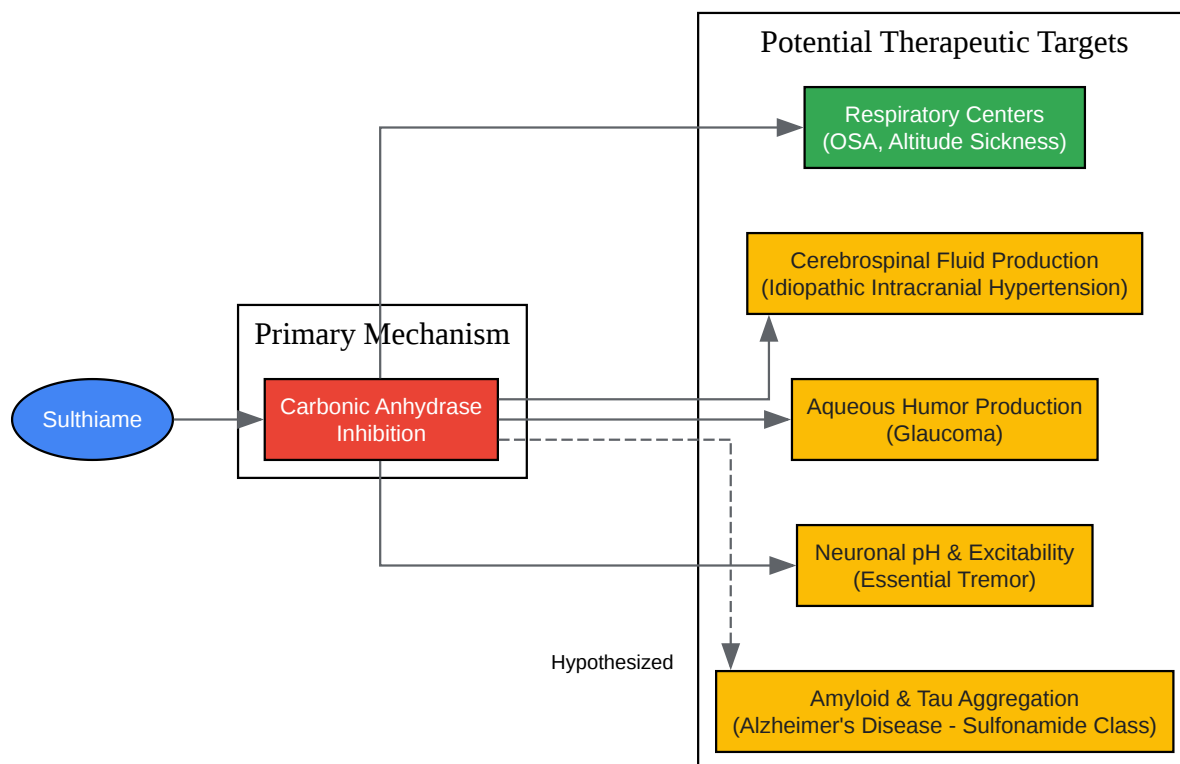 Potential Therapeutic Targets
Respiratory Centers
(OSA, Altitude Sickness)
Cerebrospinal Fluid Production
(Idiopathic Intracranial Hypertension)
Primary Mechanism
Sulthiame
Carbonic Anhydrase
Inhibition
Aqueous Humor Production
(Glaucoma)
Neuronal pH & Excitability
(Essential Tremor)
Hypothesized
Amyloid & Tau Aggregation
(Alzheimer's Disease - Sulfonamide Class)